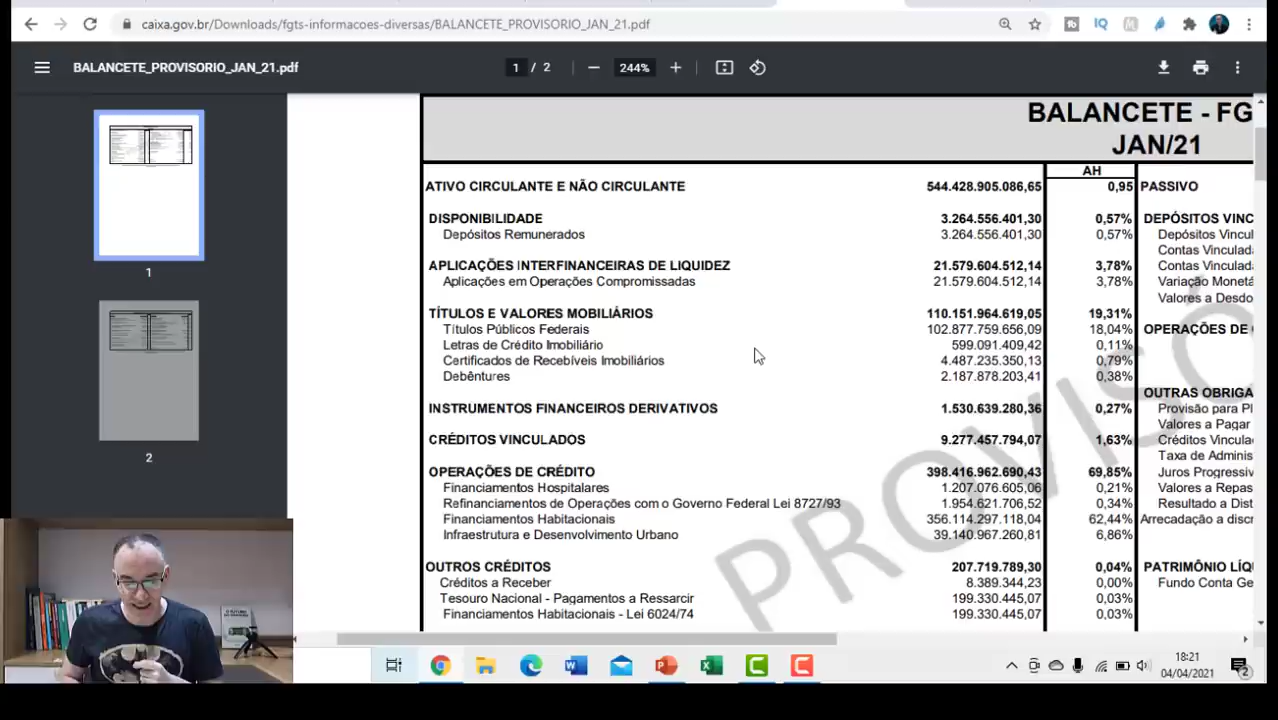 caixa.gov.br/Downloads/fgts-informacoes-diversas/BALANCETE_PROVISORIO_JAN_21.pdf
BALANCETE_PROVISORIO_JAN_21.pdf
1 / 2
244%
1
2
BALANCETE - FG
JAN/21
AH
ATIVO CIRCULANTE E NÃO CIRCULANTE 544.428.905.086,65 0,95 PASSIVO
DISPONIBILIDADE 3.264.556.401,30 0,57% DEPÓSITOS VINC
Depósitos Remunerados 3.264.556.401,30 0,57% Depósitos Vincul
Contas Vinculada
APLICAÇÕES INTERFINANCEIRAS DE LIQUIDEZ 21.579.604.512,14 3,78% Contas Vinculada
Aplicações em Operações Compromissadas 21.579.604.512,14 3,78% Variação Monetá
Valores a Desdo
TÍTULOS E VALORES MOBILIÁRIOS 110.151.964.619,05 19,31%
Títulos Públicos Federais 102.877.759.656,09 18,04% OPERAÇÕES DE
Letras de Crédito Imobiliário 599.091.409,42 0,11%
Certificados de Recebíveis Imobiliários 4.487.235.350,13 0,79%
Debêntures 2.187.878.203,41 0,38%
OUTRAS OBRIGA
INSTRUMENTOS FINANCEIROS DERIVATIVOS 1.530.639.280,36 0,27% Provisão para P
Valores a Pagar
CRÉDITOS VINCULADOS 9.277.457.794,07 1,63% Créditos Vincula
Taxa de Adminis
OPERAÇÕES DE CRÉDITO 398.416.962.690,43 69,85% Juros Progressiv
Financiamentos Hospitalares 1.207.076.605,06 0,21% Valores a Repas
Refinanciamentos de Operações com o Governo Federal Lei 8727/93 1.954.621.706,52 0,34% Resultado a Dist
Financiamentos Habitacionais 356.114.297.118,04 62,44% Arrecadação a discr
Infraestrutura e Desenvolvimento Urbano 39.140.967.260,81 6,86%
OUTROS CRÉDITOS 207.719.789,30 0,04% PATRIMÔNIO LÍQ
Créditos a Receber 8.389.344,23 0,00% Fundo Conta Ge
Tesouro Nacional - Pagamentos a Ressarcir 199.330.445,07 0,03%
Financiamentos Habitacionais - Lei 6024/74 199.330.445,07 0,03%
PROVISÓ
18:21
04/04/2021